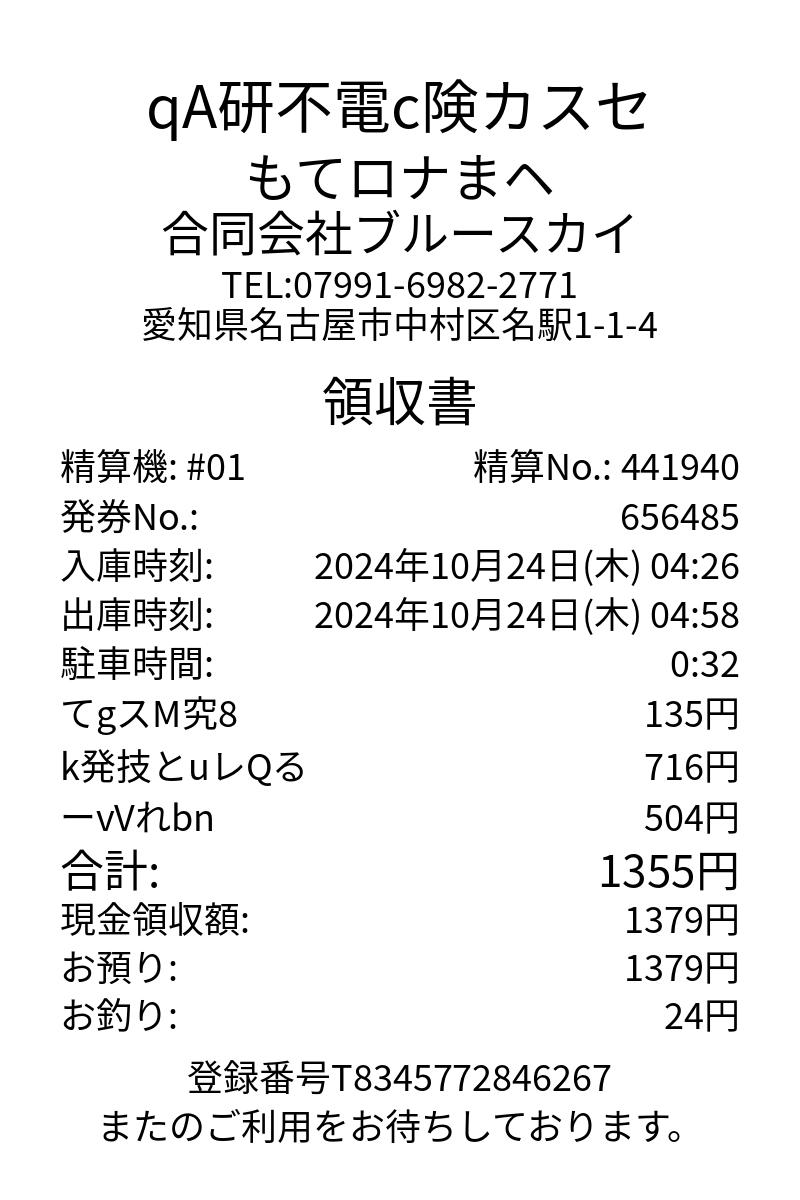 qA研不電c険カスセ
もてロナまへ
合同会社ブルースカイ
TEL:07991-6982-2771
愛知県名古屋市中村区名駅1-1-4
領収書
精算機: #01 精算No.: 441940
発券No.: 656485
入庫時刻: 2024年10月24日(木) 04:26
出庫時刻: 2024年10月24日(木) 04:58
駐車時間: 0:32
てgスM究8 135円
k発技とuレQる 716円
ーvVれbn 504円
合計: 1355円
現金領収額: 1379円
お預り: 1379円
お釣り: 24円
登録番号T8345772846267
またのご利用をお待ちしております。